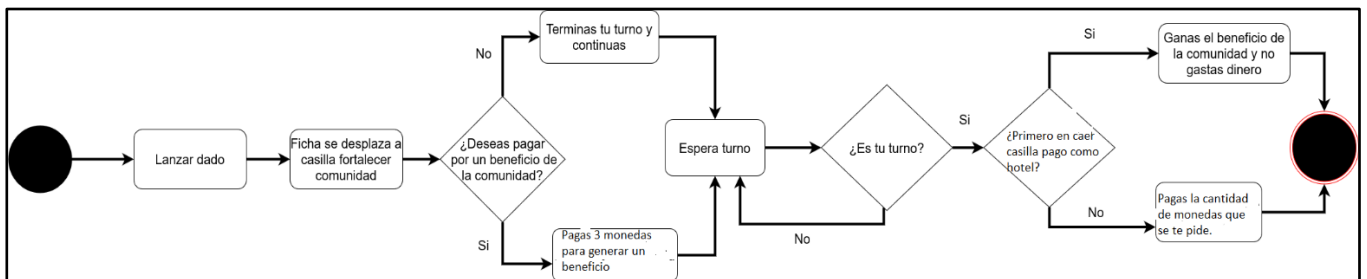 Lanzar dado
Ficha se desplaza a
casilla fortalecer
comunidad
¿Deseas pagar
por un beneficio de
la comunidad?
No
Terminas tu turno y
continuas
Si
Pagas 3 monedas
para generar un
beneficio
Espera turno
¿Es tu turno?
No
Si
¿Primero en caer
casilla pago como
hotel?
Si
Ganas el beneficio de
la comunidad y no
gastas dinero
No
Pagas la cantidad
de monedas que
se te pide.